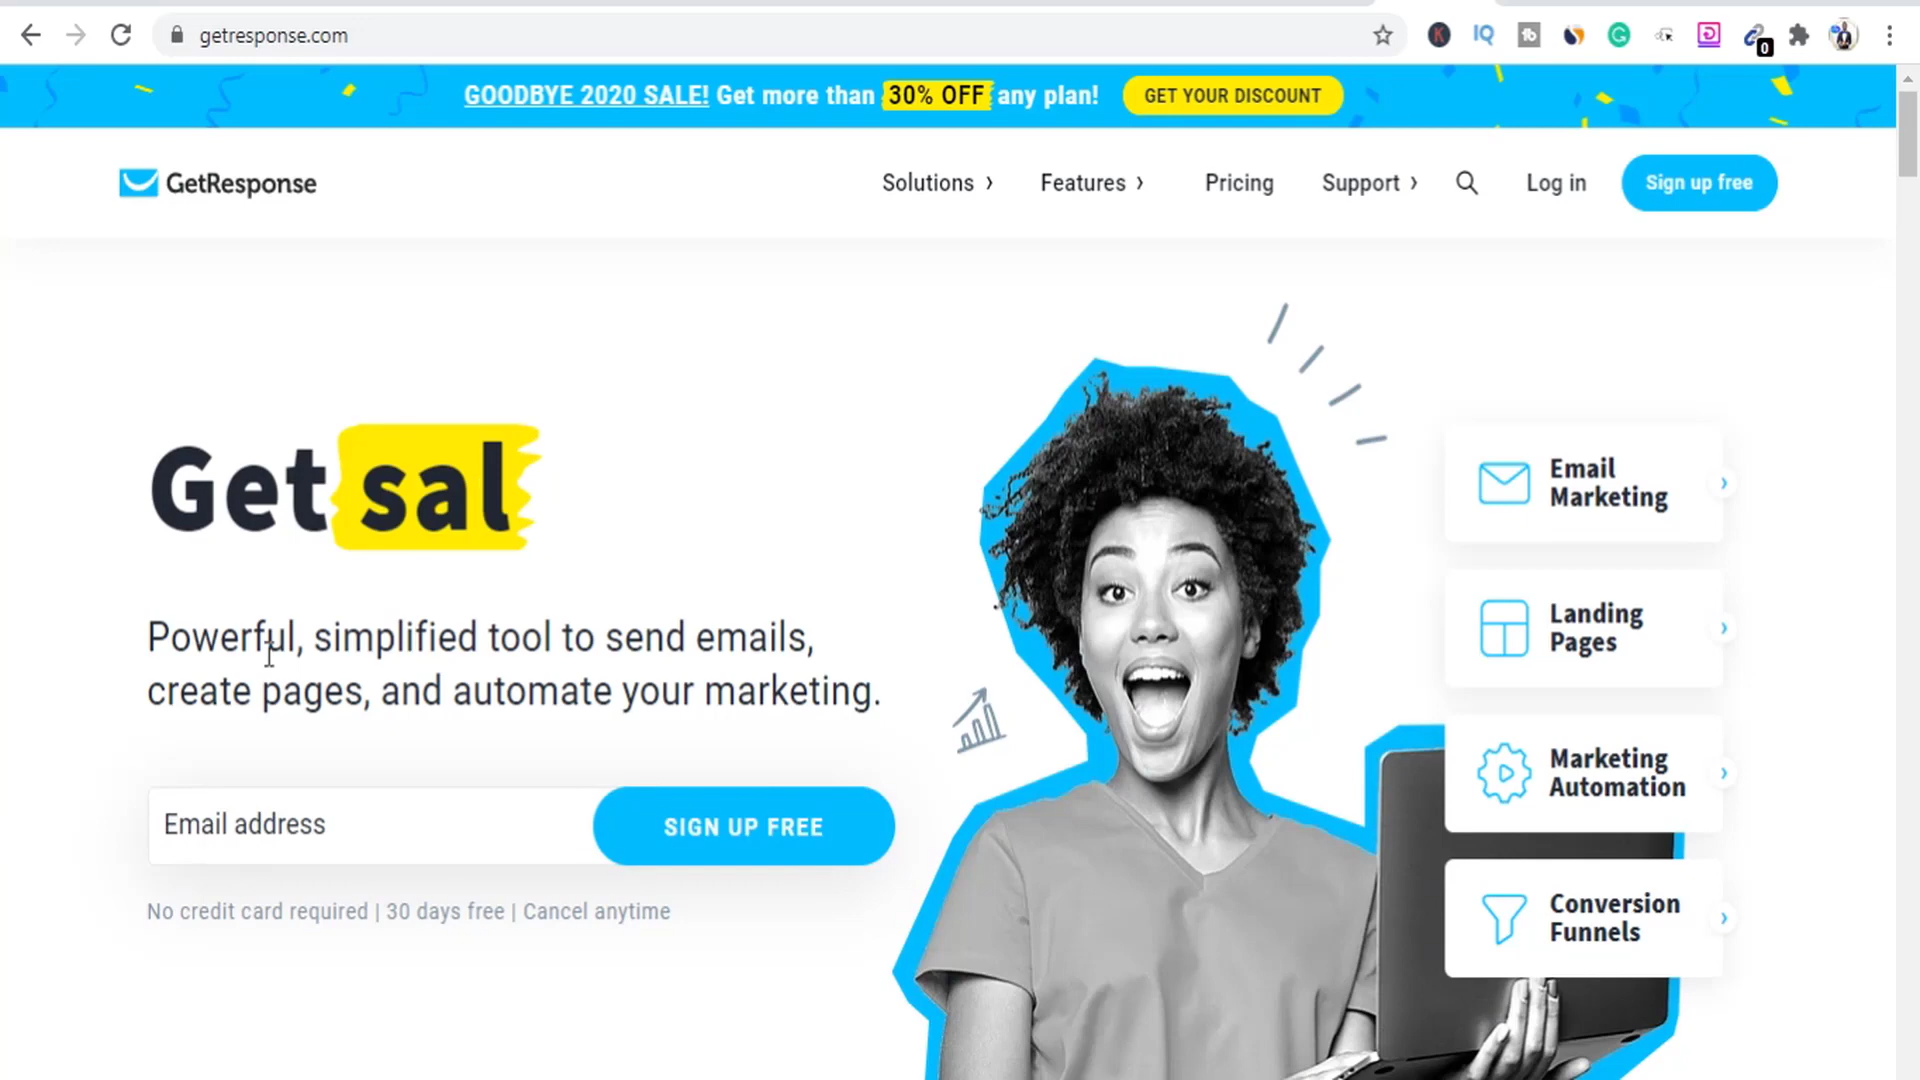 getresponse.com
IQ
0
GOODBYE 2020 SALE! Get more than 30% OFF any plan! GET YOUR DISCOUNT
GetResponse
Solutions Features Pricing Support Log in Sign up free
Get sal
Powerful, simplified tool to send emails,
create pages, and automate your marketing.
Email address
SIGN UP FREE
No credit card required | 30 days free | Cancel anytime
Email
Marketing
Landing
Pages
Marketing
Automation
Conversion
Funnels